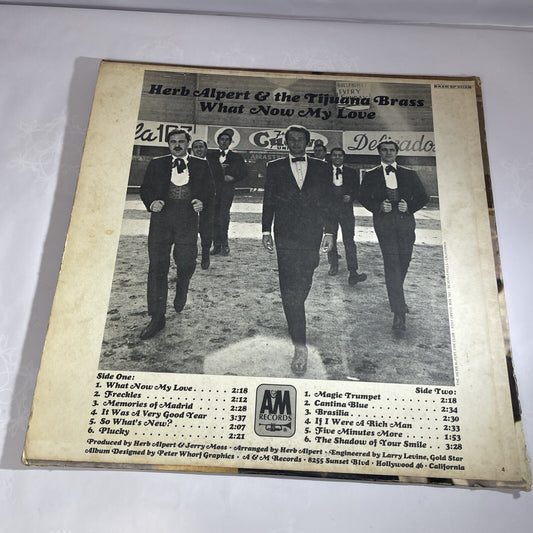 Herb Alpert & the Tijuana Brass
What Now My Love
EVERY
Delicados
Side One:
1. What Now My Love . . . . . . 2:18
2. Freckles . . . . . . . . . . 2:12
3. Memories of Madrid . . . . . 2:28
4. It Was A Very Good Year . . . 3:37
5. So What's New? . . . . . . . 2:07
6. Plucky . . . . . . . . . . . 2:21
A&M
RECORDS
Side Two:
1. Magic Trumpet . . . . . . . . 2:18
2. Cantina Blue . . . . . . . . 2:34
3. Brasilia . . . . . . . . . . 2:30
4. If I Were A Rich Man . . . . 2:33
5. Five Minutes More . . . . . . 1:53
6. The Shadow of Your Smile . . 3:28
Produced by Herb Alpert & Jerry Moss • Arranged by Herb Alpert • Engineered by Larry Levine, Gold Star
Album Designed by Peter Whorf Graphics • A & M Records • 8255 Sunset Blvd • Hollywood 46 • California
4